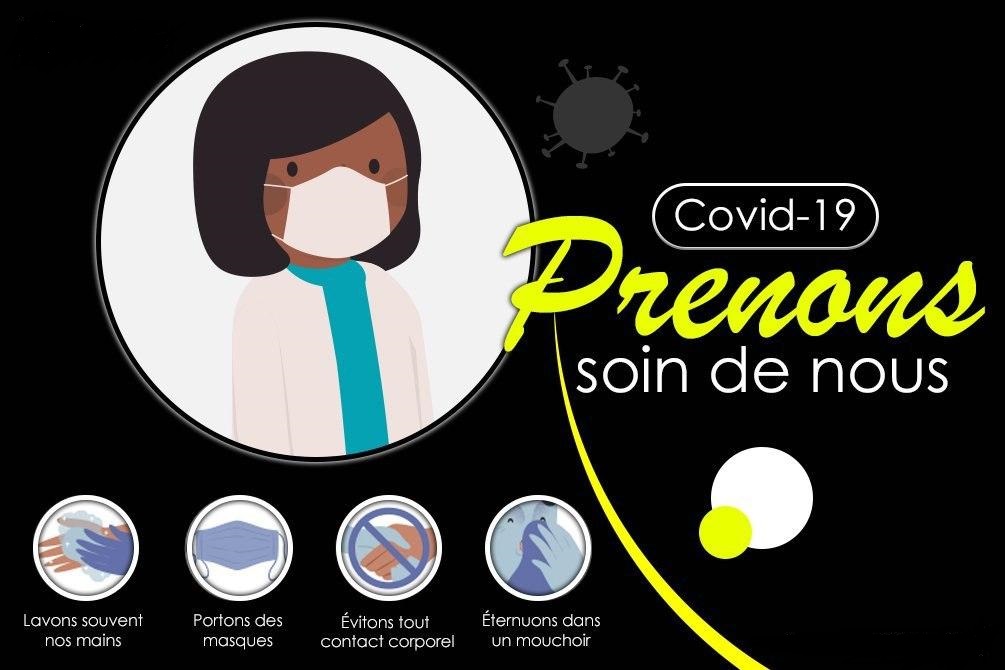 Covid-19
Prenons
soin de nous
Lavons souvent
nos mains
Portons des
masques
Évitons tout
contact corporel
Éternuons dans
un mouchoir